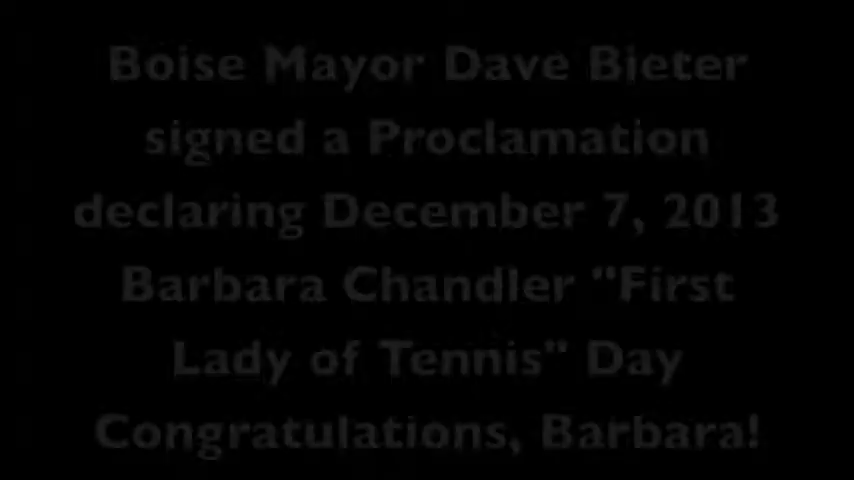 Boise Mayor Dave Bieter
signed a Proclamation
declaring December 7, 2013
Barbara Chandler "First
Lady of Tennis" Day
Congratulations, Barbara!